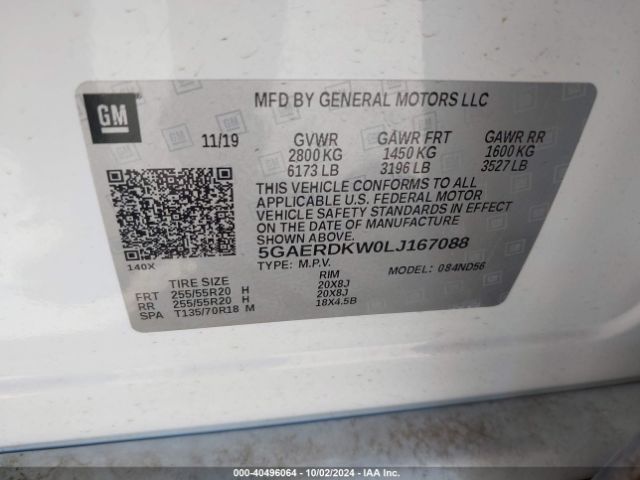 GM
MFD BY GENERAL MOTORS LLC
11/19 GVWR GAWR FRT GAWR RR
2800 KG 1450 KG 1600 KG
6173 LB 3196 LB 3527 LB
THIS VEHICLE CONFORMS TO ALL
APPLICABLE U.S. FEDERAL MOTOR
VEHICLE SAFETY STANDARDS IN EFFECT
ON THE DATE OF MANUFACTURE
SHOWN ABOVE.
5GAERDKW0LJ167088
140X TYPE: M.P.V. MODEL: 084ND56
TIRE SIZE RIM
FRT 255/55R20 H 20X8J
RR 255/55R20 H 20X8J
SPA T135/70R18 M 18X4.5B
000-40496064 | 10/02/2024 | IAA Inc.